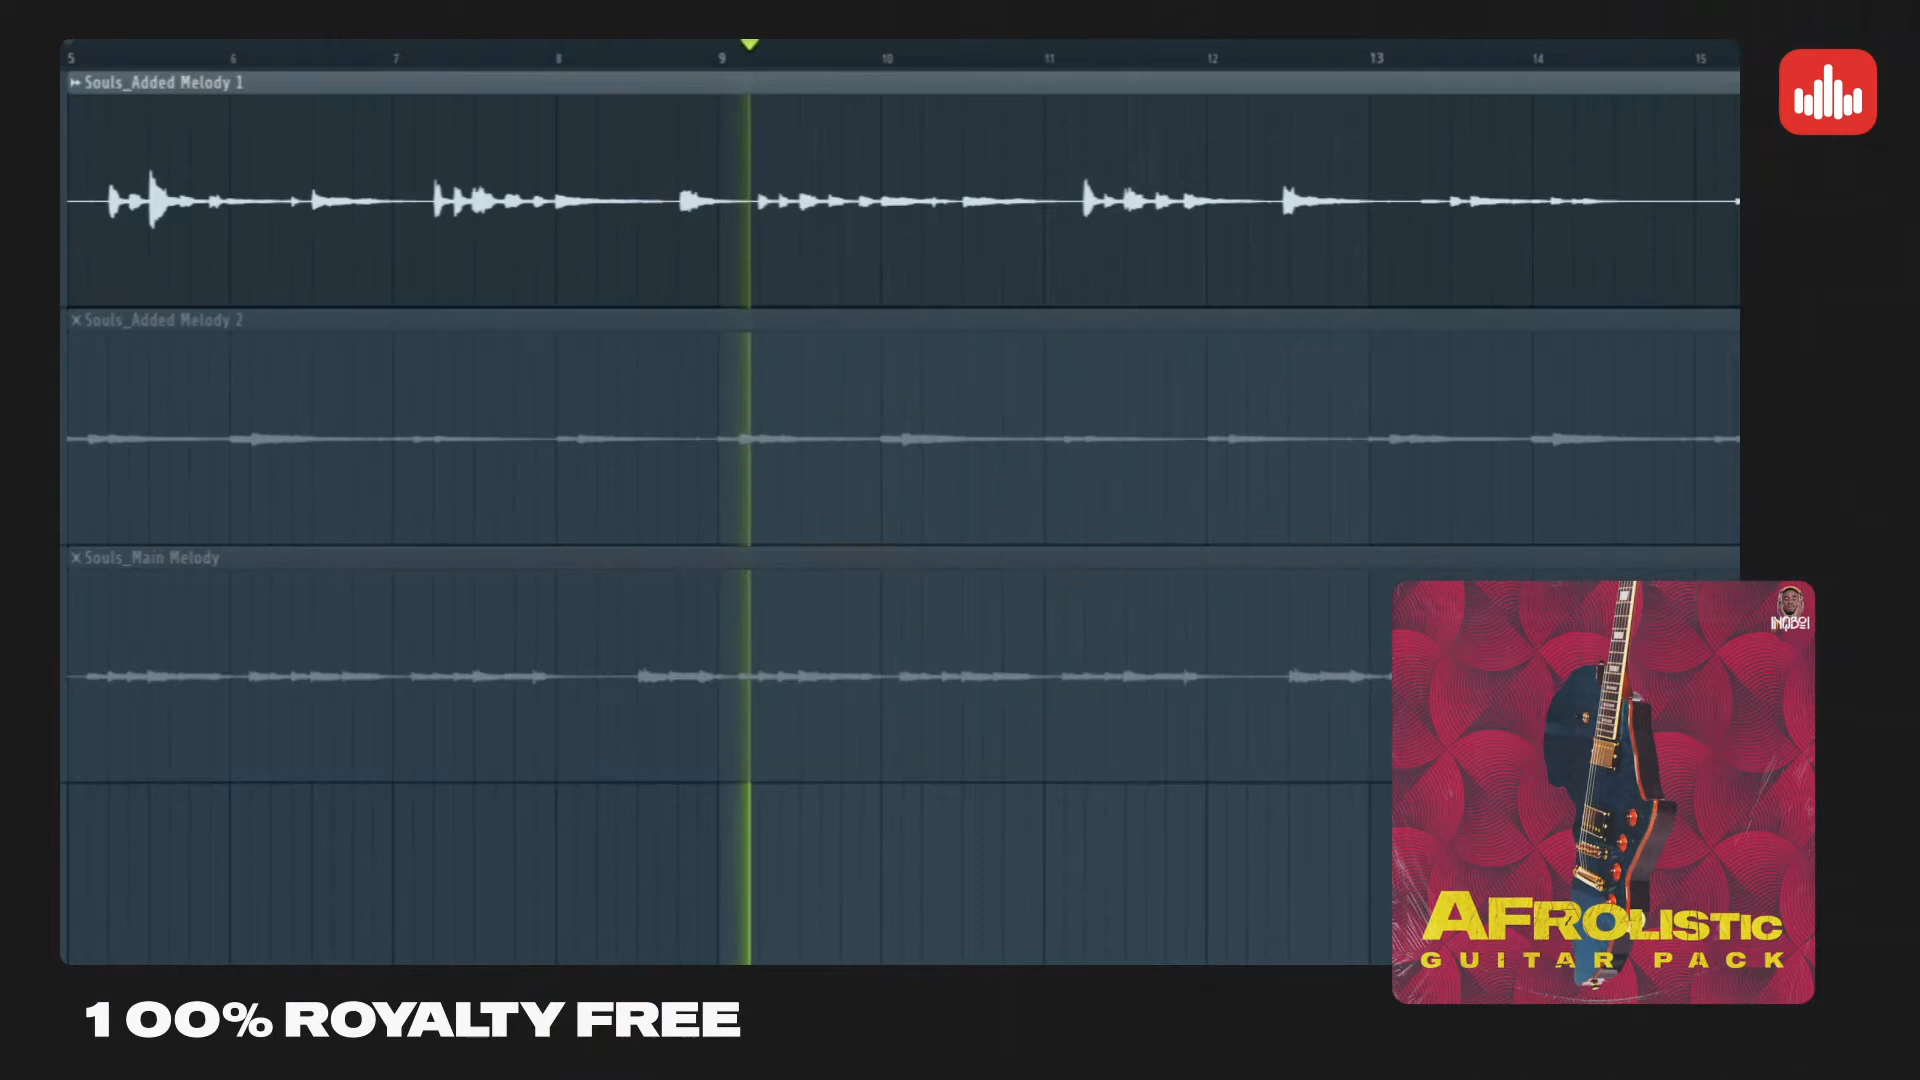 5 6 7 8 9 10 11 12 13 14 15
Souls_Added Melody 1
Souls_Added Melody 2
Souls_Main Melody
INQBOI
AFROLISTIC
GUITAR PACK
100% ROYALTY FREE